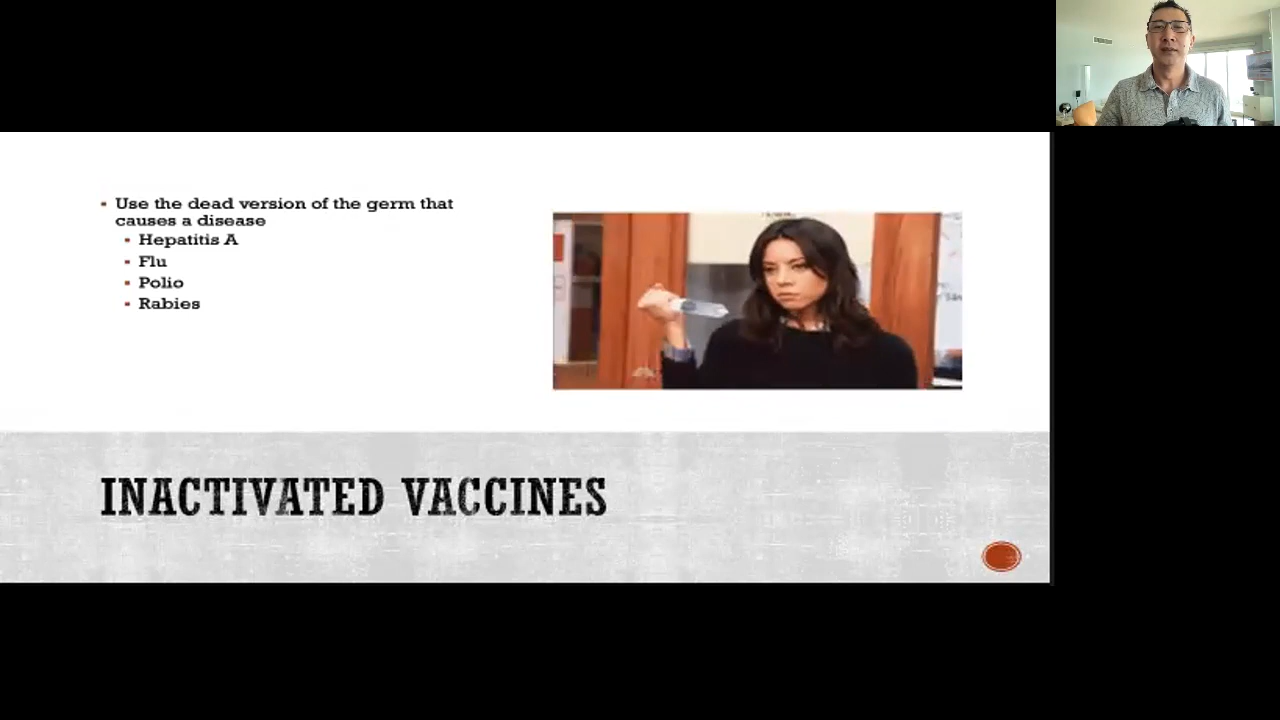 Use the dead version of the germ that
causes a disease
Hepatitis A
Flu
Polio
Rabies
INACTIVATED VACCINES